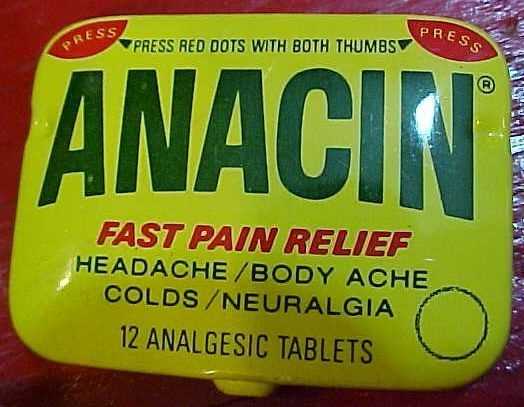 PRESS
PRESS RED DOTS WITH BOTH THUMBS
PRESS
ANACIN®
FAST PAIN RELIEF
HEADACHE/BODY ACHE
COLDS/NEURALGIA
12 ANALGESIC TABLETS